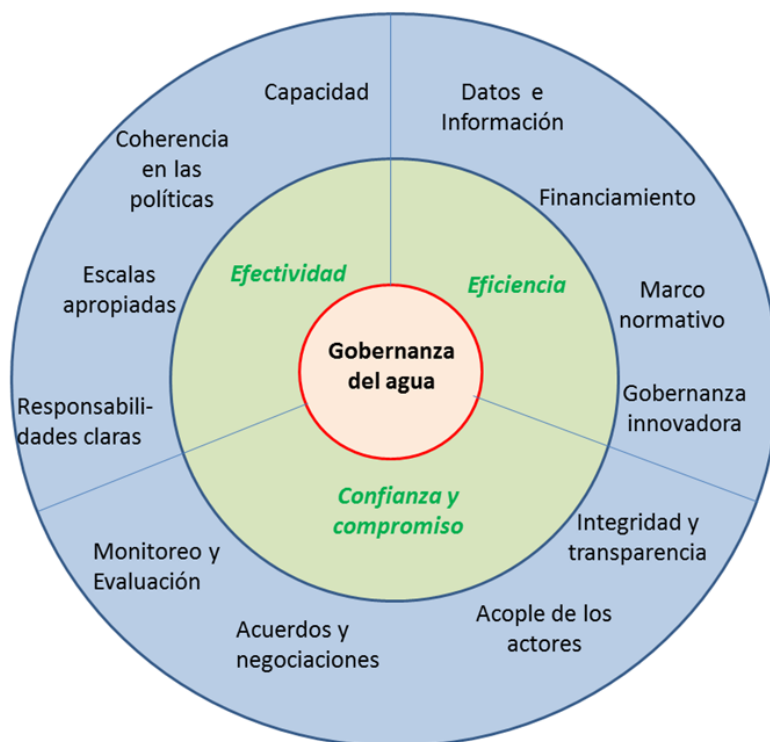 Capacidad
Datos e
Información
Coherencia
en las
políticas
Financiamiento
Escalas
apropiadas
Efectividad
Eficiencia
Marco
normativo
Gobernanza
del agua
Responsabili-
dades claras
Gobernanza
innovadora
Confianza y
compromiso
Integridad y
transparencia
Monitoreo y
Evaluación
Acuerdos y
negociaciones
Acople de los
actores